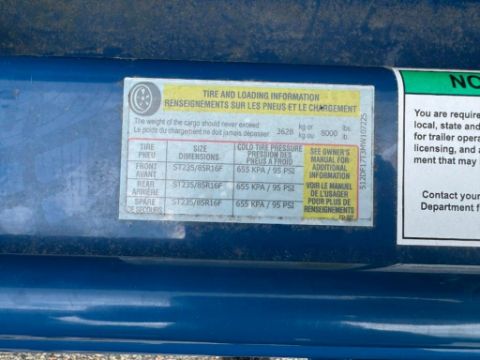 TIRE AND LOADING INFORMATION
RENSEIGNEMENTS SUR LES PNEUS ET LE CHARGEMENT
The weight of the cargo should never exceed
Le poids du chargement ne doit jamais depasser
3628 kg or kg ou 8000 lbs. lb.
TIRE PNEU
SIZE DIMENSIONS
COLD TIRE PRESSURE
PRESSION DES PNEUS A FROID
FRONT AVANT ST235/85R16F 655 KPA / 95 PSI
REAR ARRIÈRE ST235/85R16F 655 KPA / 95 PSI
SPARE DE SECOURS ST235/85R16F 655 KPA / 95 PSI
SEE OWNER'S
MANUAL FOR
ADDITIONAL
INFORMATION
VOIR LE MANUEL
DE L'USAGER
POUR PLUS DE
RENSEIGNEMENTS
NO
You are require
local, state and
for trailer operat
licensing, and
ment that may
Contact your
Department f